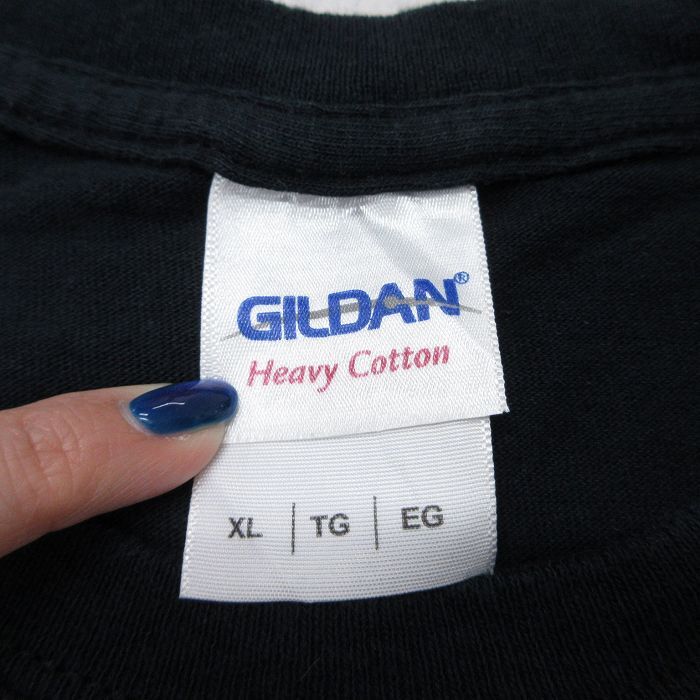 GILDAN®
Heavy Cotton
XL | TG | EG